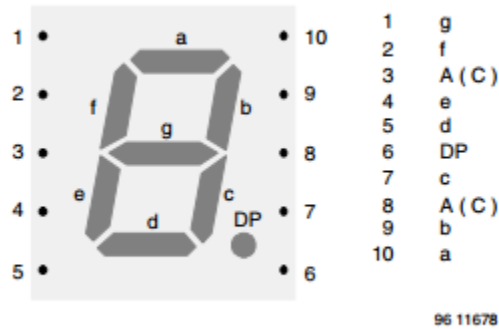 a
1 10
2 f b 9
g
3 8
e c
4 d DP 7
5 6
1 g
2 f
3 A ( C )
4 e
5 d
6 DP
7 c
8 A ( C )
9 b
10 a
96 11678